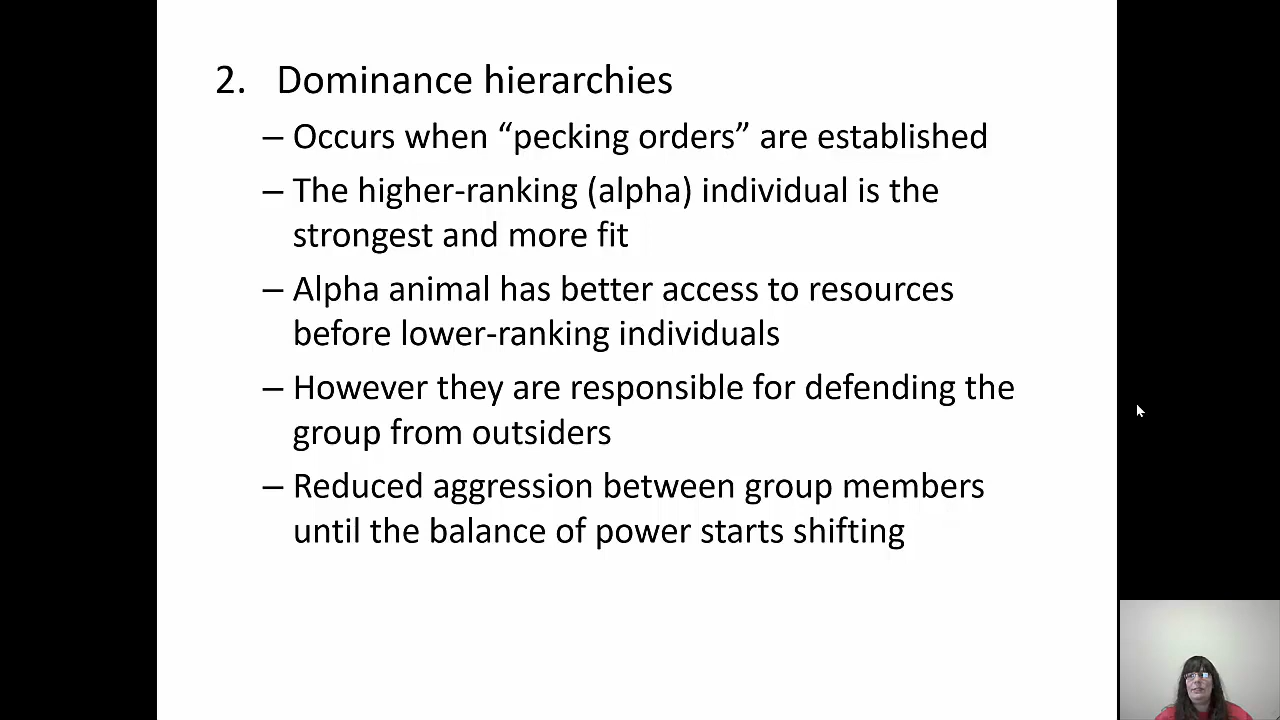 2. Dominance hierarchies
– Occurs when “pecking orders” are established
– The higher-ranking (alpha) individual is the
strongest and more fit
– Alpha animal has better access to resources
before lower-ranking individuals
– However they are responsible for defending the
group from outsiders
– Reduced aggression between group members
until the balance of power starts shifting